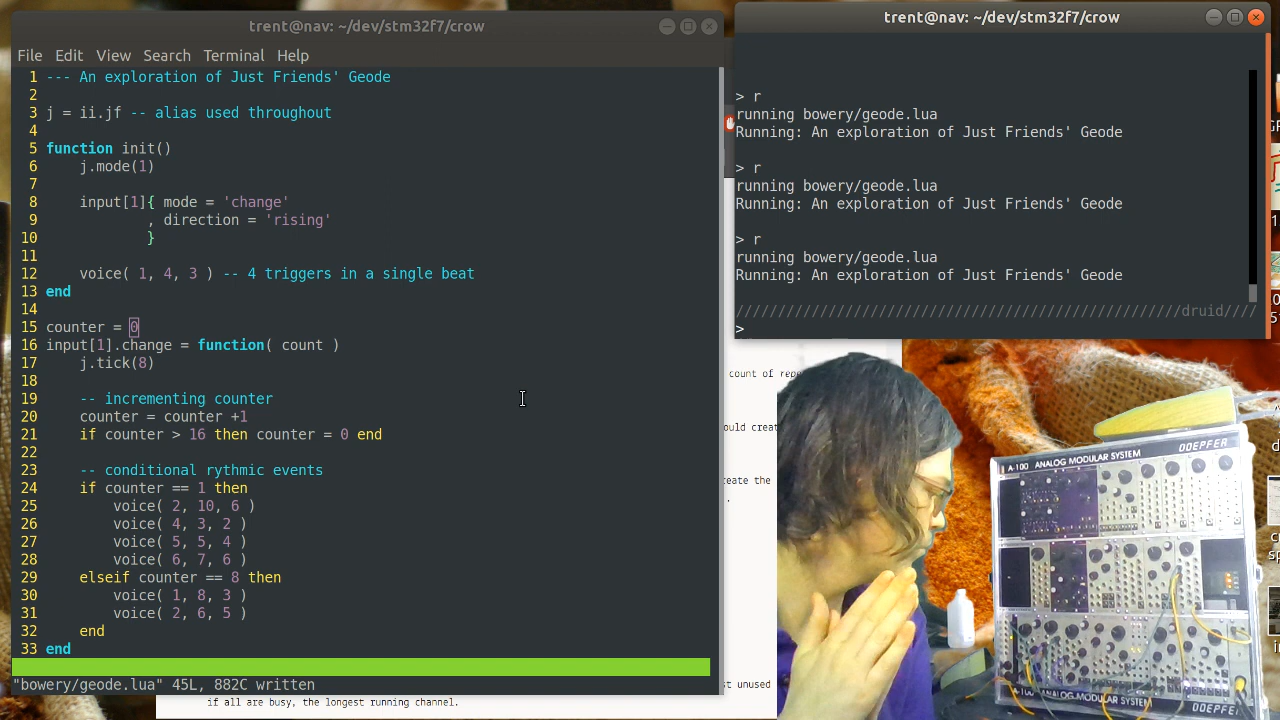 trent@nav: ~/dev/stm32f7/crow
File Edit View Search Terminal Help
1 --- An exploration of Just Friends' Geode
2
3 j = ii.jf -- alias used throughout
4
5 function init()
6 j.mode(1)
7
8 input[1]{ mode = 'change'
9 , direction = 'rising'
10 }
11
12 voice( 1, 4, 3 ) -- 4 triggers in a single beat
13 end
14
15 counter = 0
16 input[1].change = function( count )
17 j.tick(8)
18
19 -- incrementing counter
20 counter = counter +1
21 if counter > 16 then counter = 0 end
22
23 -- conditional rythmic events
24 if counter == 1 then
25 voice( 2, 10, 6 )
26 voice( 4, 3, 2 )
27 voice( 5, 5, 4 )
28 voice( 6, 7, 6 )
29 elseif counter == 8 then
30 voice( 1, 8, 3 )
31 voice( 2, 6, 5 )
32 end
33 end
"bowery/geode.lua" 45L, 882C written
trent@nav: ~/dev/stm32f7/crow
> r
running bowery/geode.lua
Running: An exploration of Just Friends' Geode
> r
running bowery/geode.lua
Running: An exploration of Just Friends' Geode
> r
running bowery/geode.lua
Running: An exploration of Just Friends' Geode
/////////////////////////////////////////////////////druid////
>
count of
unused
if all are busy, the longest running channel.
A-100 ANALOG MODULAR SYSTEM DOEPFER
A-100 ANALOG MODULAR SYSTEM DOEPFER